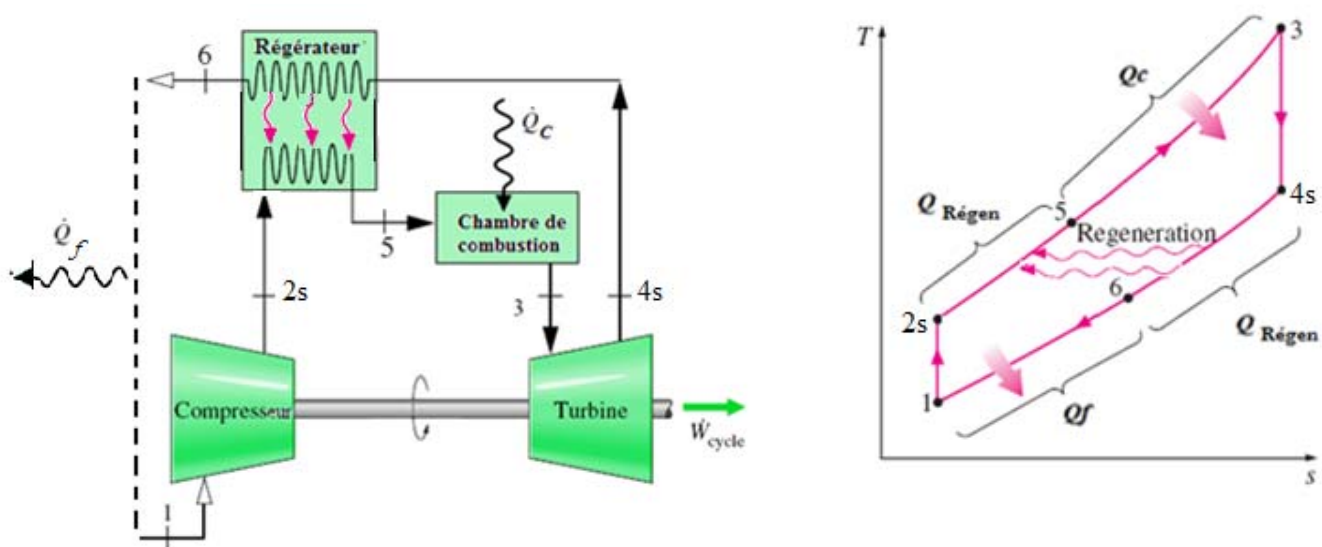 Régérateur
6
Q̇C
Chambre de
combustion
5
Q̇f
2s
3
4s
Compresseur
Turbine
Ẇcycle
1
T
3
Qc
4s
Q Régen
5
Regeneration
6
2s
Q Régen
1
Qf
s